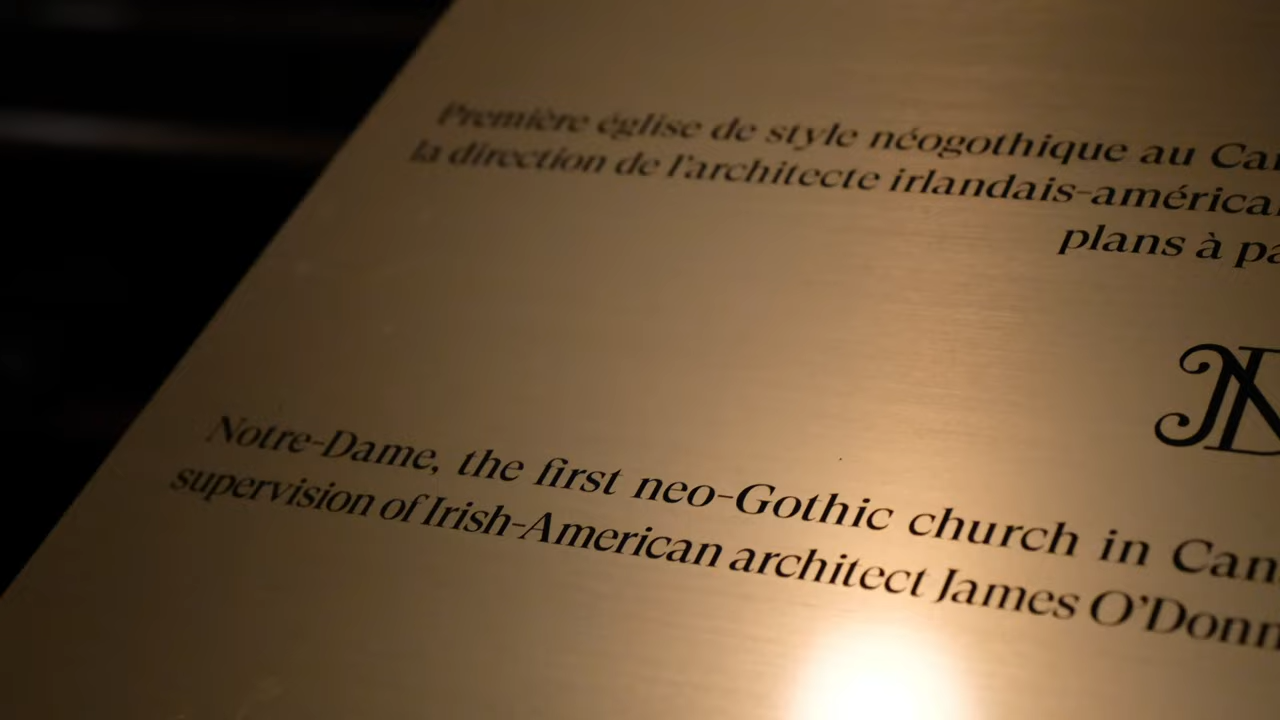 Première église de style néogothique au Ca
la direction de l'architecte irlandais-américa
plans à pa
Notre-Dame, the first neo-Gothic church in Can
supervision of Irish-American architect James O'Donn